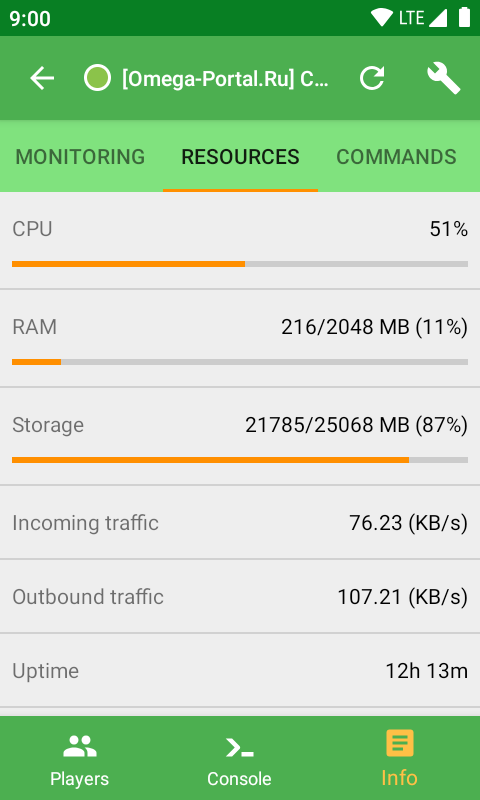 9:00 LTE
[Omega-Portal.Ru] C...
MONITORING RESOURCES COMMANDS
CPU 51%
RAM 216/2048 MB (11%)
Storage 21785/25068 MB (87%)
Incoming traffic 76.23 (KB/s)
Outbound traffic 107.21 (KB/s)
Uptime 12h 13m
Players Console Info